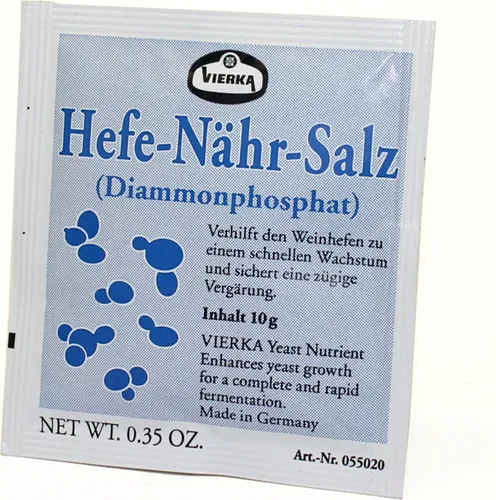 VIERKA
Hefe-Nähr-Salz
(Diammonphosphat)
Verhilft den Weinhefen zu
einem schnellen Wachstum
und sichert eine zügige
Vergärung.
Inhalt 10g
VIERKA Yeast Nutrient
Enhances yeast growth
for a complete and rapid
fermentation.
Made in Germany
NET WT. 0.35 OZ.
Art.-Nr. 055020